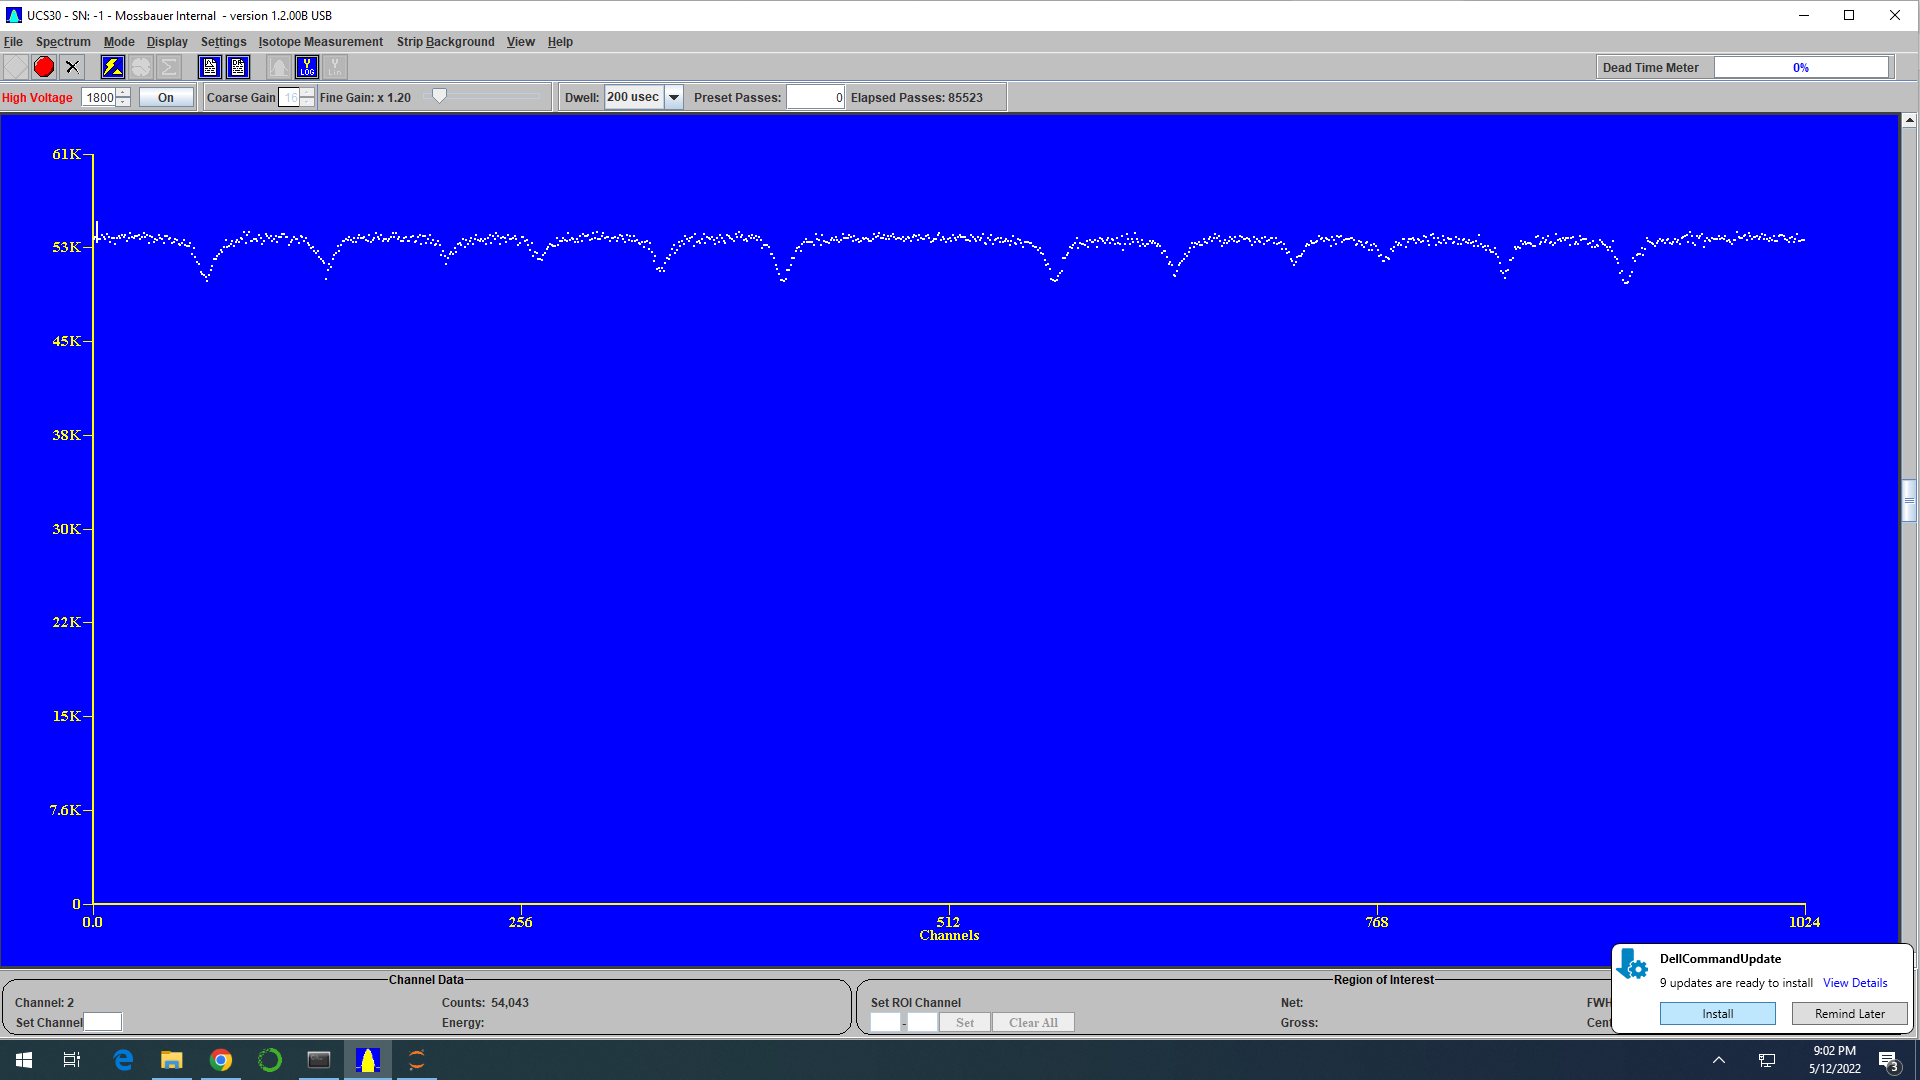 UCS30 - SN: -1 - Mossbauer Internal - version 1.2.00B USB
File Spectrum Mode Display Settings Isotope Measurement Strip Background View Help
Y LOG Y Lin Dead Time Meter 0%
High Voltage 1800 On Coarse Gain 16 Fine Gain: x 1.20 Dwell: 200 usec Preset Passes: 0 Elapsed Passes: 85523
61K
53K
45K
38K
30K
22K
15K
7.6K
0
0.0 256 512 768 1024
Channels
Channel Data Region of Interest
Channel: 2 Counts: 54,043 Set ROI Channel Net: FWH
Set Channel Energy: - Set Clear All Gross: Cent
DellCommandUpdate
9 updates are ready to install View Details
Install Remind Later
9:02 PM
5/12/2022
3